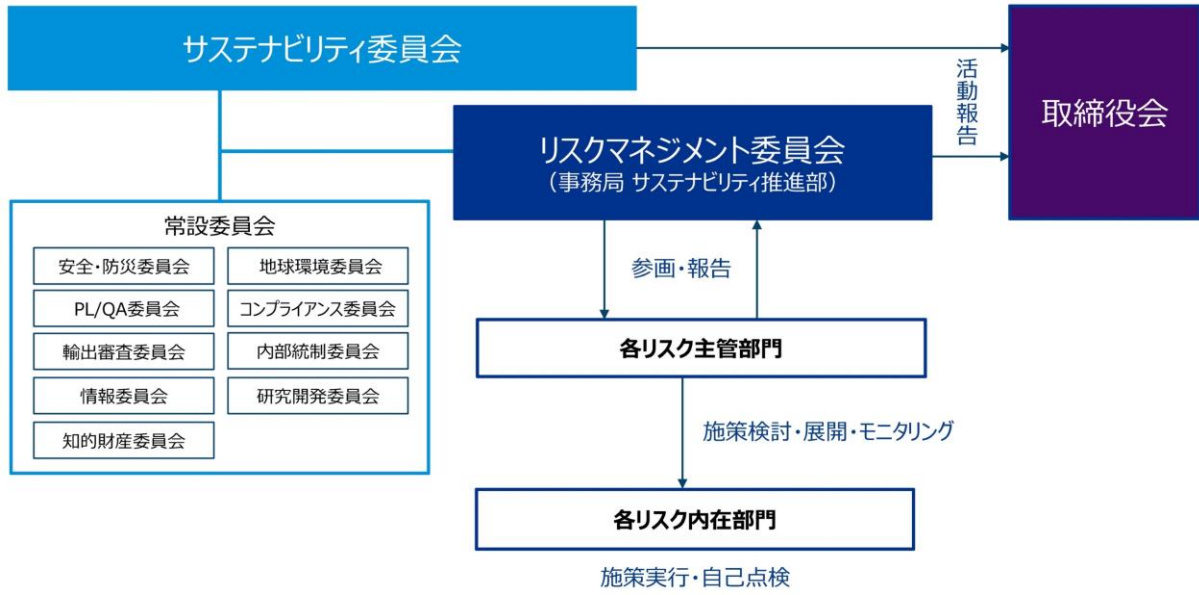 サステナビリティ委員会
活動報告
取締役会
リスクマネジメント委員会
（事務局 サステナビリティ推進部）
常設委員会
安全・防災委員会
地球環境委員会
PL/QA委員会
コンプライアンス委員会
輸出審査委員会
内部統制委員会
情報委員会
研究開発委員会
知的財産委員会
参画・報告
各リスク主管部門
施策検討・展開・モニタリング
各リスク内在部門
施策実行・自己点検